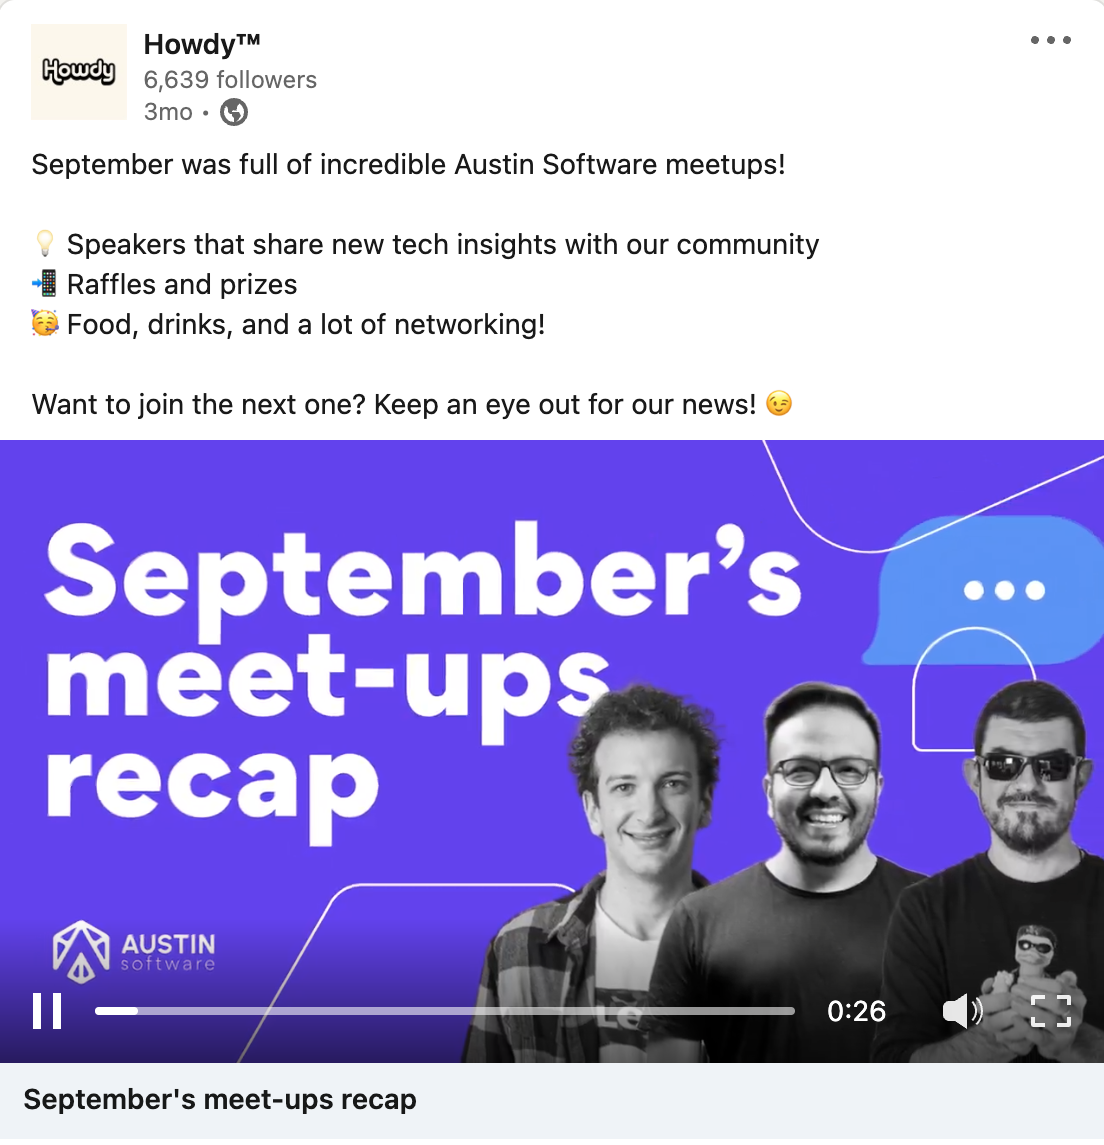 Howdy
Howdy™
6,639 followers
3mo •
September was full of incredible Austin Software meetups!
💡 Speakers that share new tech insights with our community
📲 Raffles and prizes
🥳 Food, drinks, and a lot of networking!
Want to join the next one? Keep an eye out for our news! 😉
September's
meet-ups
recap
AUSTIN
software
Le
0:26
September's meet-ups recap